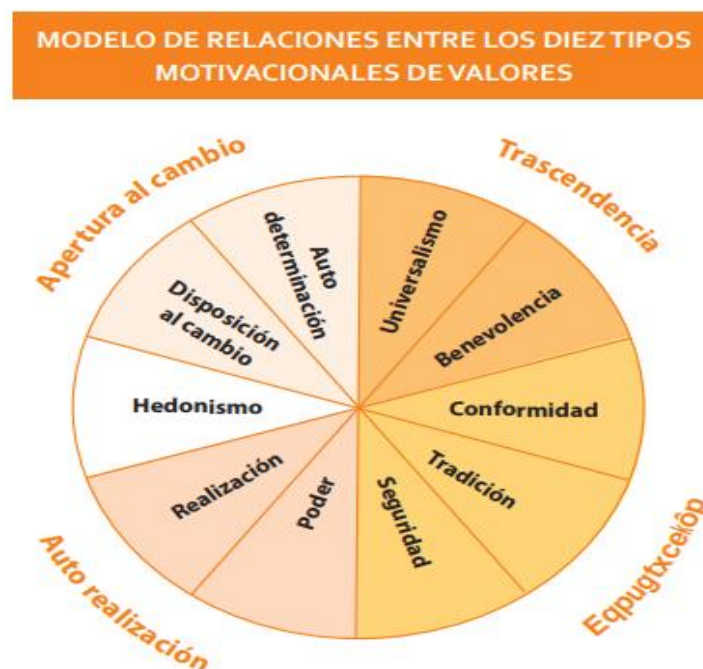 MODELO DE RELACIONES ENTRE LOS DIEZ TIPOS
MOTIVACIONALES DE VALORES
Apertura al cambio
Trascendencia
Auto
determinación
Universalismo
Disposición
al cambio
Benevolencia
Hedonismo
Conformidad
Realización
Tradición
Poder
Seguridad
Auto realización